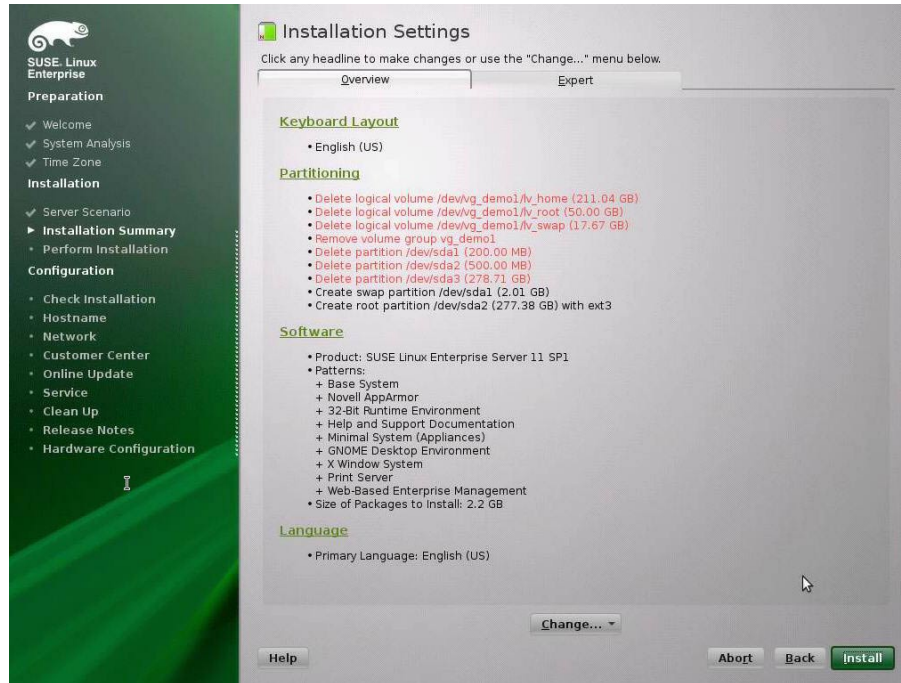 SUSE. Linux
Enterprise
Preparation
Welcome
System Analysis
Time Zone
Installation
Server Scenario
Installation Summary
Perform Installation
Configuration
Check Installation
Hostname
Network
Customer Center
Online Update
Service
Clean Up
Release Notes
Hardware Configuration
Installation Settings
Click any headline to make changes or use the "Change..." menu below.
Overview
Expert
Keyboard Layout
• English (US)
Partitioning
• Delete logical volume /dev/vg_demo1/lv_home (211.04 GB)
• Delete logical volume /dev/vg_demo1/lv_root (50.00 GB)
• Delete logical volume /dev/vg_demo1/lv_swap (17.67 GB)
• Remove volume group vg_demo1
• Delete partition /dev/sda1 (200.00 MB)
• Delete partition /dev/sda2 (500.00 MB)
• Delete partition /dev/sda3 (278.71 GB)
• Create swap partition /dev/sda1 (2.01 GB)
• Create root partition /dev/sda2 (277.38 GB) with ext3
Software
• Product: SUSE Linux Enterprise Server 11 SP1
• Patterns:
+ Base System
+ Novell AppArmor
+ 32-Bit Runtime Environment
+ Help and Support Documentation
+ Minimal System (Appliances)
+ GNOME Desktop Environment
+ X Window System
+ Print Server
+ Web-Based Enterprise Management
• Size of Packages to Install: 2.2 GB
Language
• Primary Language: English (US)
Change...
Help
Abort
Back
Install